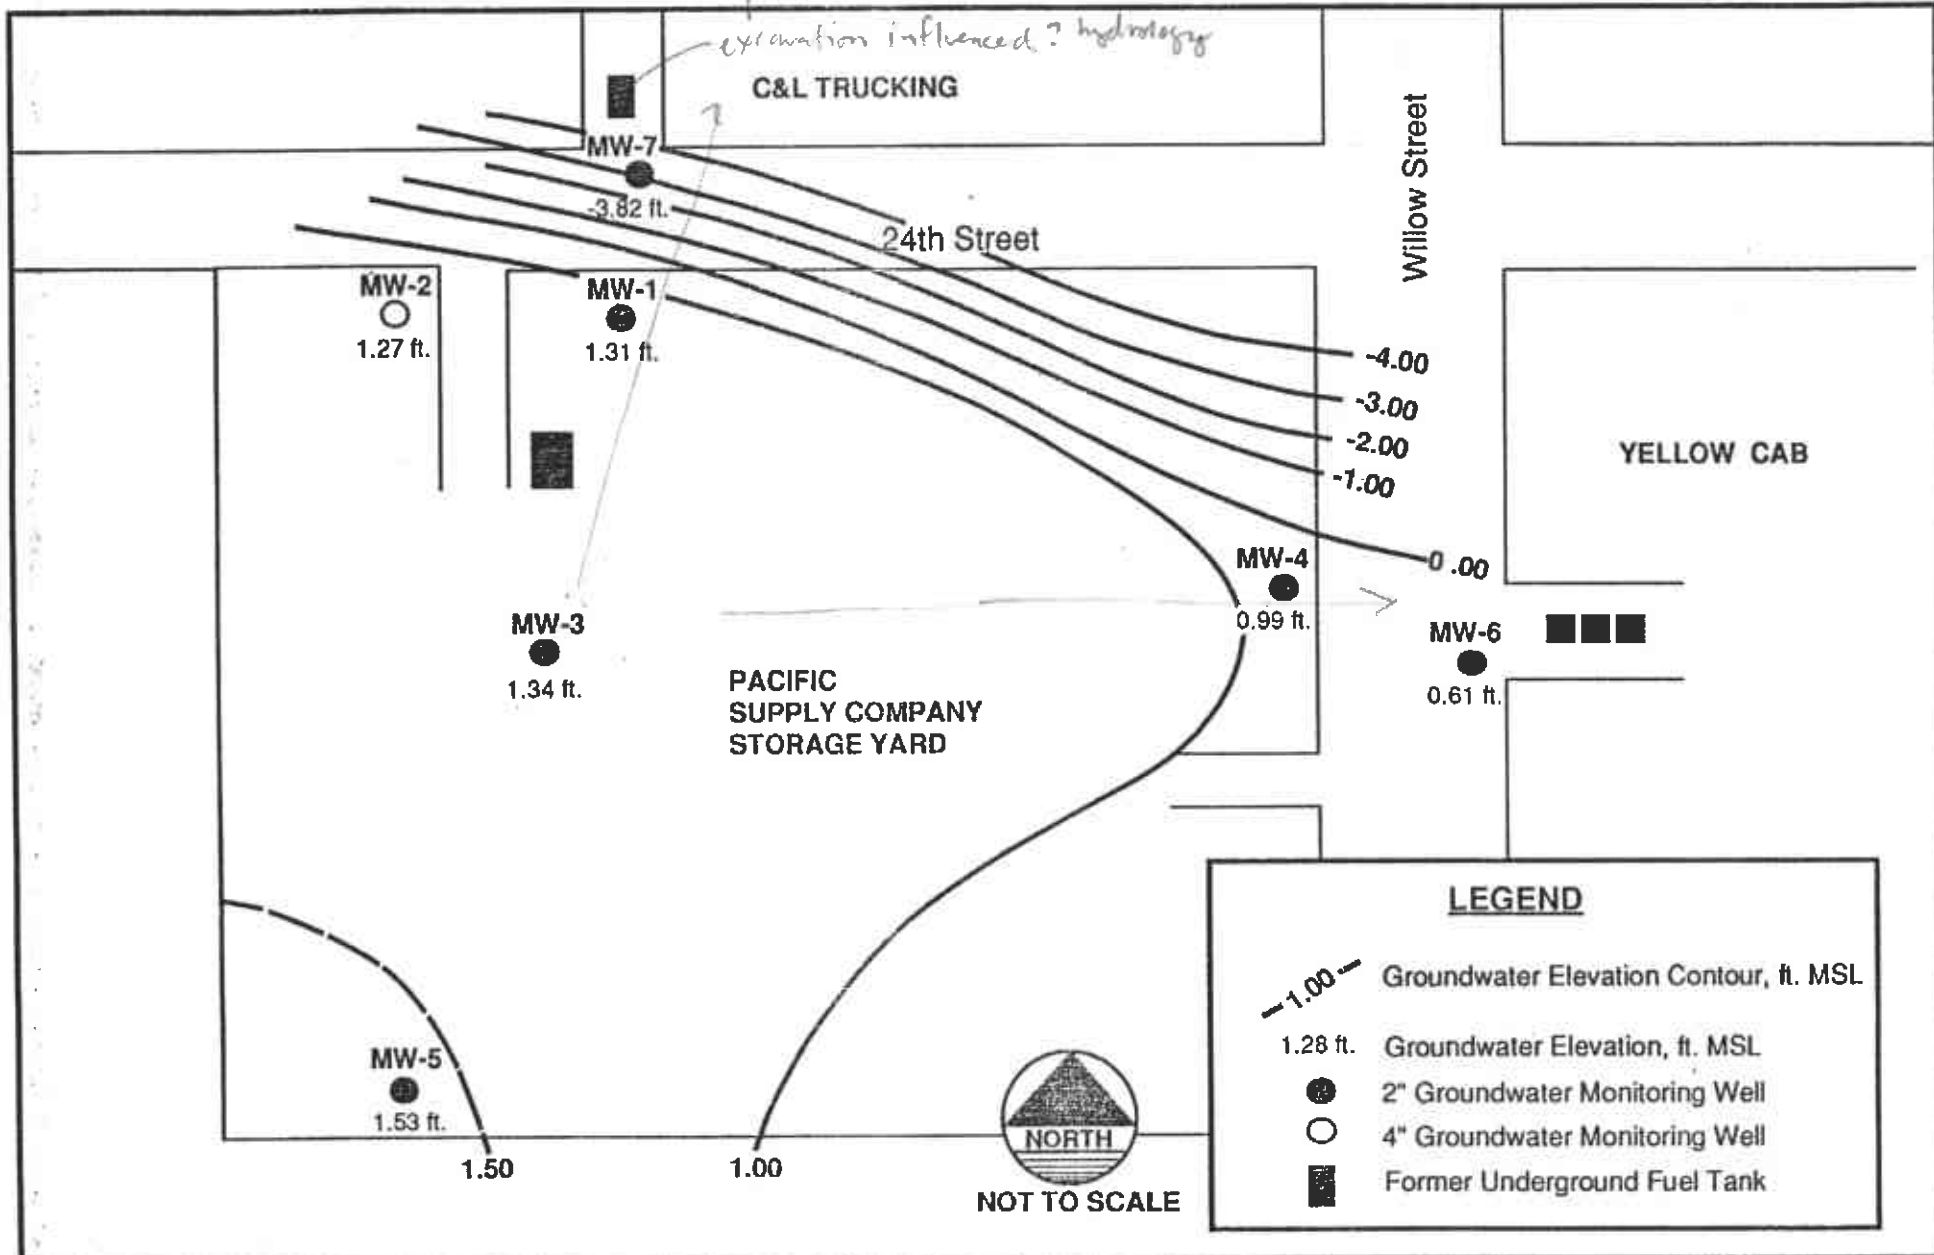 excavation influenced? hydrology
C&L TRUCKING
MW-7
-3.82 ft.
24th Street
Willow Street
MW-2
1.27 ft.
MW-1
1.31 ft.
-4.00
-3.00
-2.00
-1.00
0 .00
YELLOW CAB
MW-4
0.99 ft.
MW-6
0.61 ft.
MW-3
1.34 ft.
PACIFIC
SUPPLY COMPANY
STORAGE YARD
MW-5
1.53 ft.
1.50
1.00
NORTH
NOT TO SCALE
LEGEND
1.00 Groundwater Elevation Contour, ft. MSL
1.28 ft. Groundwater Elevation, ft. MSL
2" Groundwater Monitoring Well
4" Groundwater Monitoring Well
Former Underground Fuel Tank